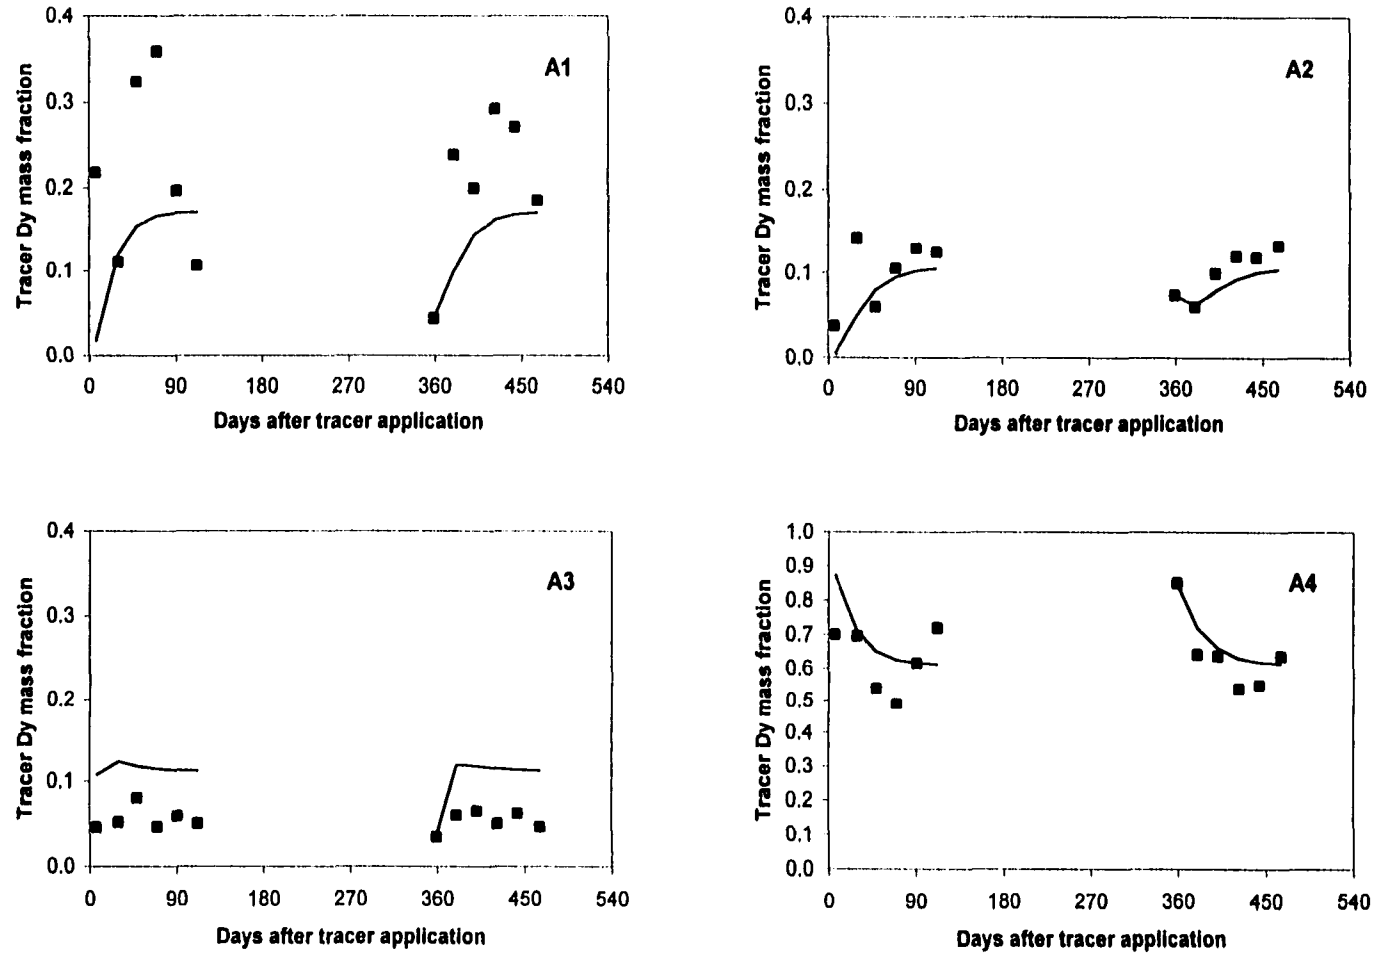 0.4
0.3
0.2
0.1
0.0
Tracer Dy mass fraction
A1
0 90 180 270 360 450 540
Days after tracer application
0.4
0.3
0.2
0.1
0.0
Tracer Dy mass fraction
A2
0 90 180 270 360 450 540
Days after tracer application
0.4
0.3
0.2
0.1
0.0
Tracer Dy mass fraction
A3
0 90 180 270 360 450 540
Days after tracer application
1.0
0.9
0.8
0.7
0.6
0.5
0.4
0.3
0.2
0.1
0.0
Tracer Dy mass fraction
A4
0 90 180 270 360 450 540
Days after tracer application